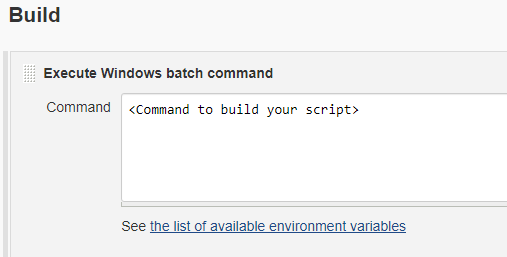 Build
Execute Windows batch command
Command
<Command to build your script>
See the list of available environment variables